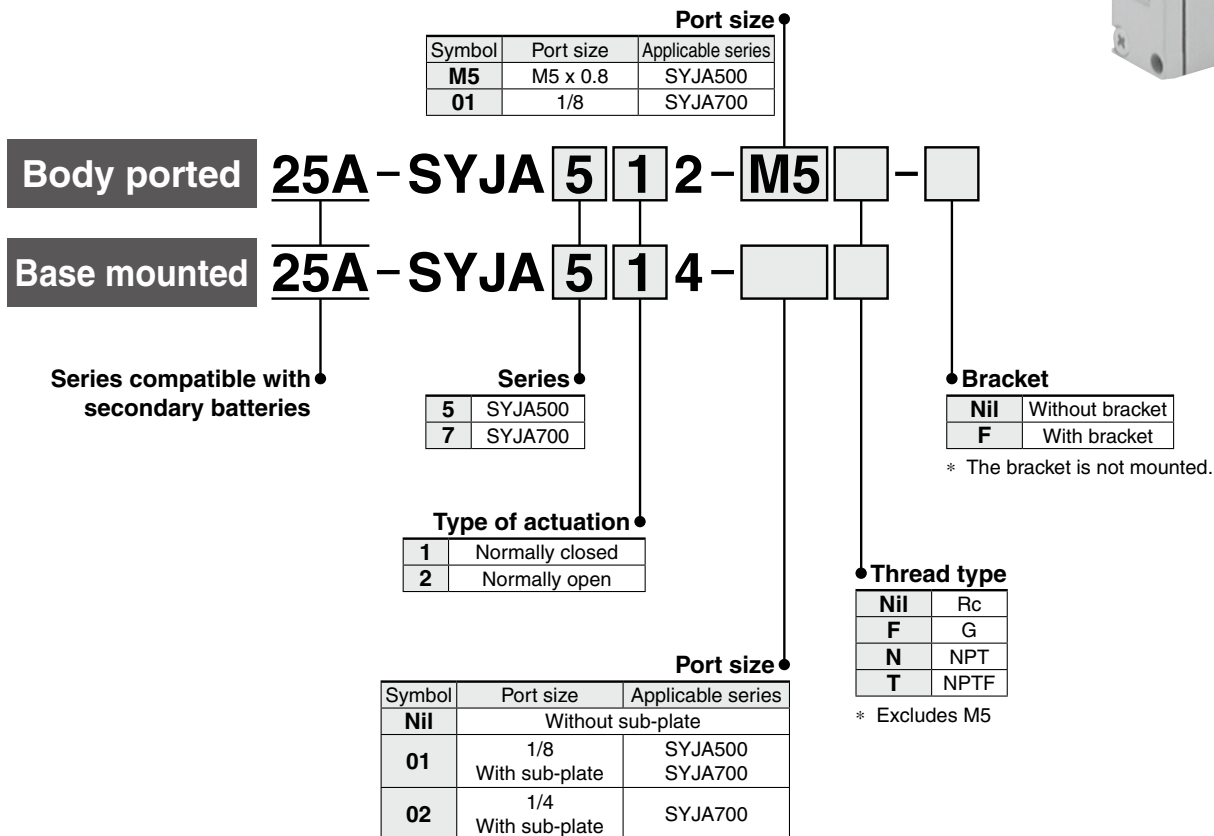 Port size
Symbol Port size Applicable series
M5 M5 x 0.8 SYJA500
01 1/8 SYJA700
Body ported 25A-SYJA 5 1 2-M5 -
Base mounted 25A-SYJA 5 1 4-
Series compatible with
secondary batteries
Series
5 SYJA500
7 SYJA700
Bracket
Nil Without bracket
F With bracket
* The bracket is not mounted.
Type of actuation
1 Normally closed
2 Normally open
Thread type
Nil Rc
F G
N NPT
T NPTF
* Excludes M5
Port size
Symbol Port size Applicable series
Nil Without sub-plate
01 1/8 With sub-plate SYJA500 SYJA700
02 1/4 With sub-plate SYJA700